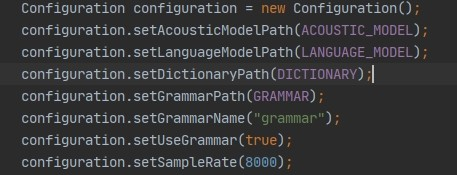 Configuration configuration = new Configuration();
configuration.setAcousticModelPath(ACOUSTIC_MODEL);
configuration.setLanguageModelPath(LANGUAGE_MODEL);
configuration.setDictionaryPath(DICTIONARY);
configuration.setGrammarPath(GRAMMAR);
configuration.setGrammarName("grammar");
configuration.setUseGrammar(true);
configuration.setSampleRate(8000);